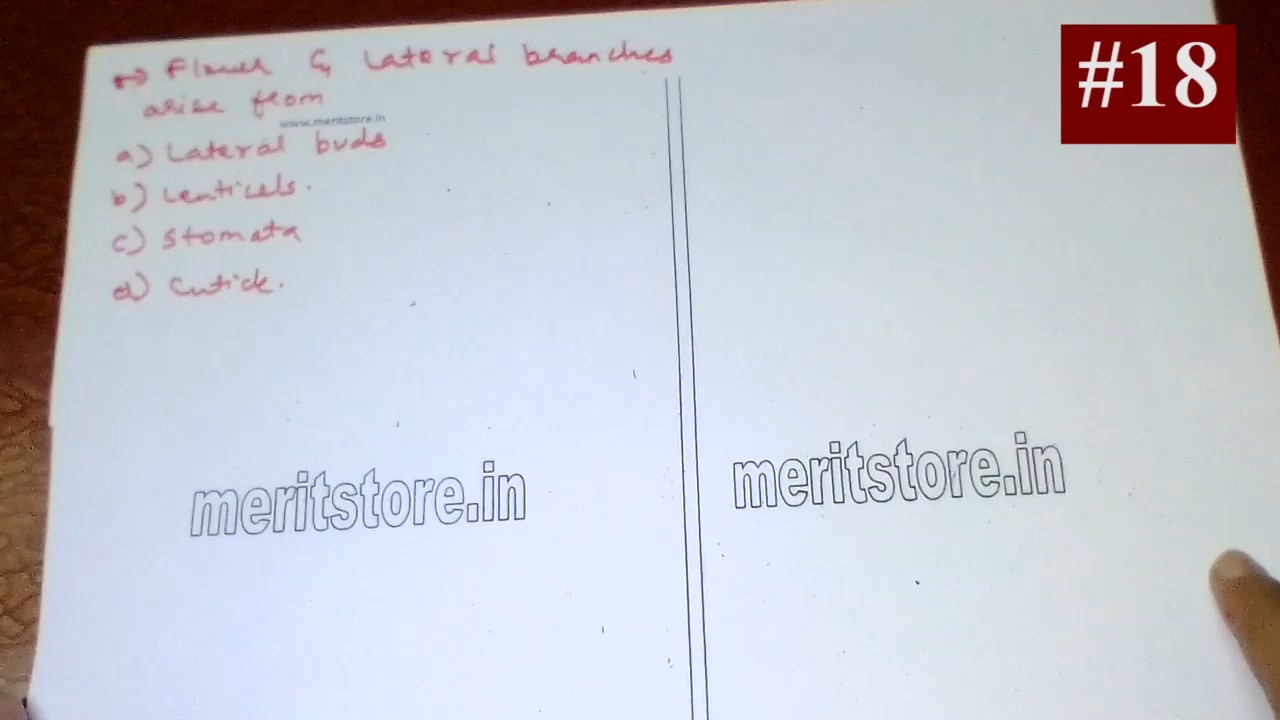 #18
→ Flower & lateral branches
arise from
www.meritstore.in
a) Lateral buds
b) Lenticels.
c) Stomata
d) Cuticle.
meritstore.in
meritstore.in